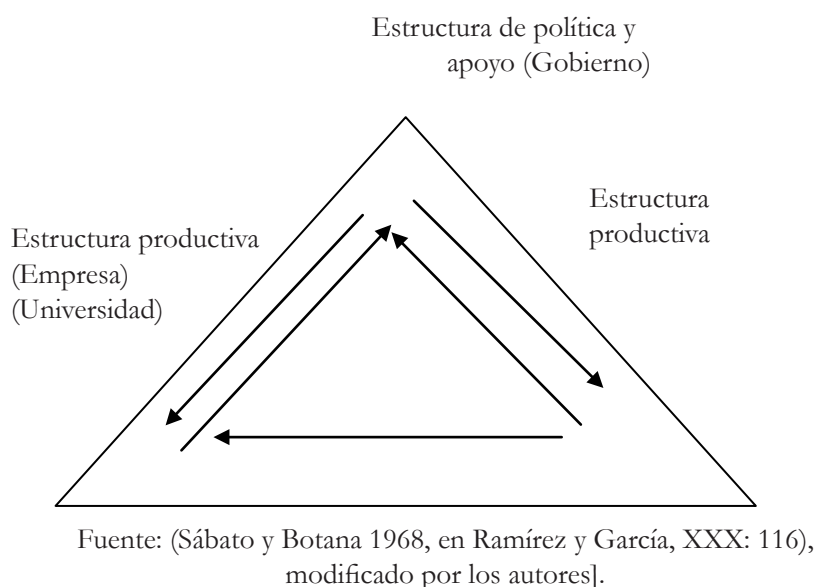 Estructura de política y
apoyo (Gobierno)
Estructura
productiva
Estructura productiva
(Empresa)
(Universidad)
Fuente: (Sábato y Botana 1968, en Ramírez y García, XXX: 116),
modificado por los autores].